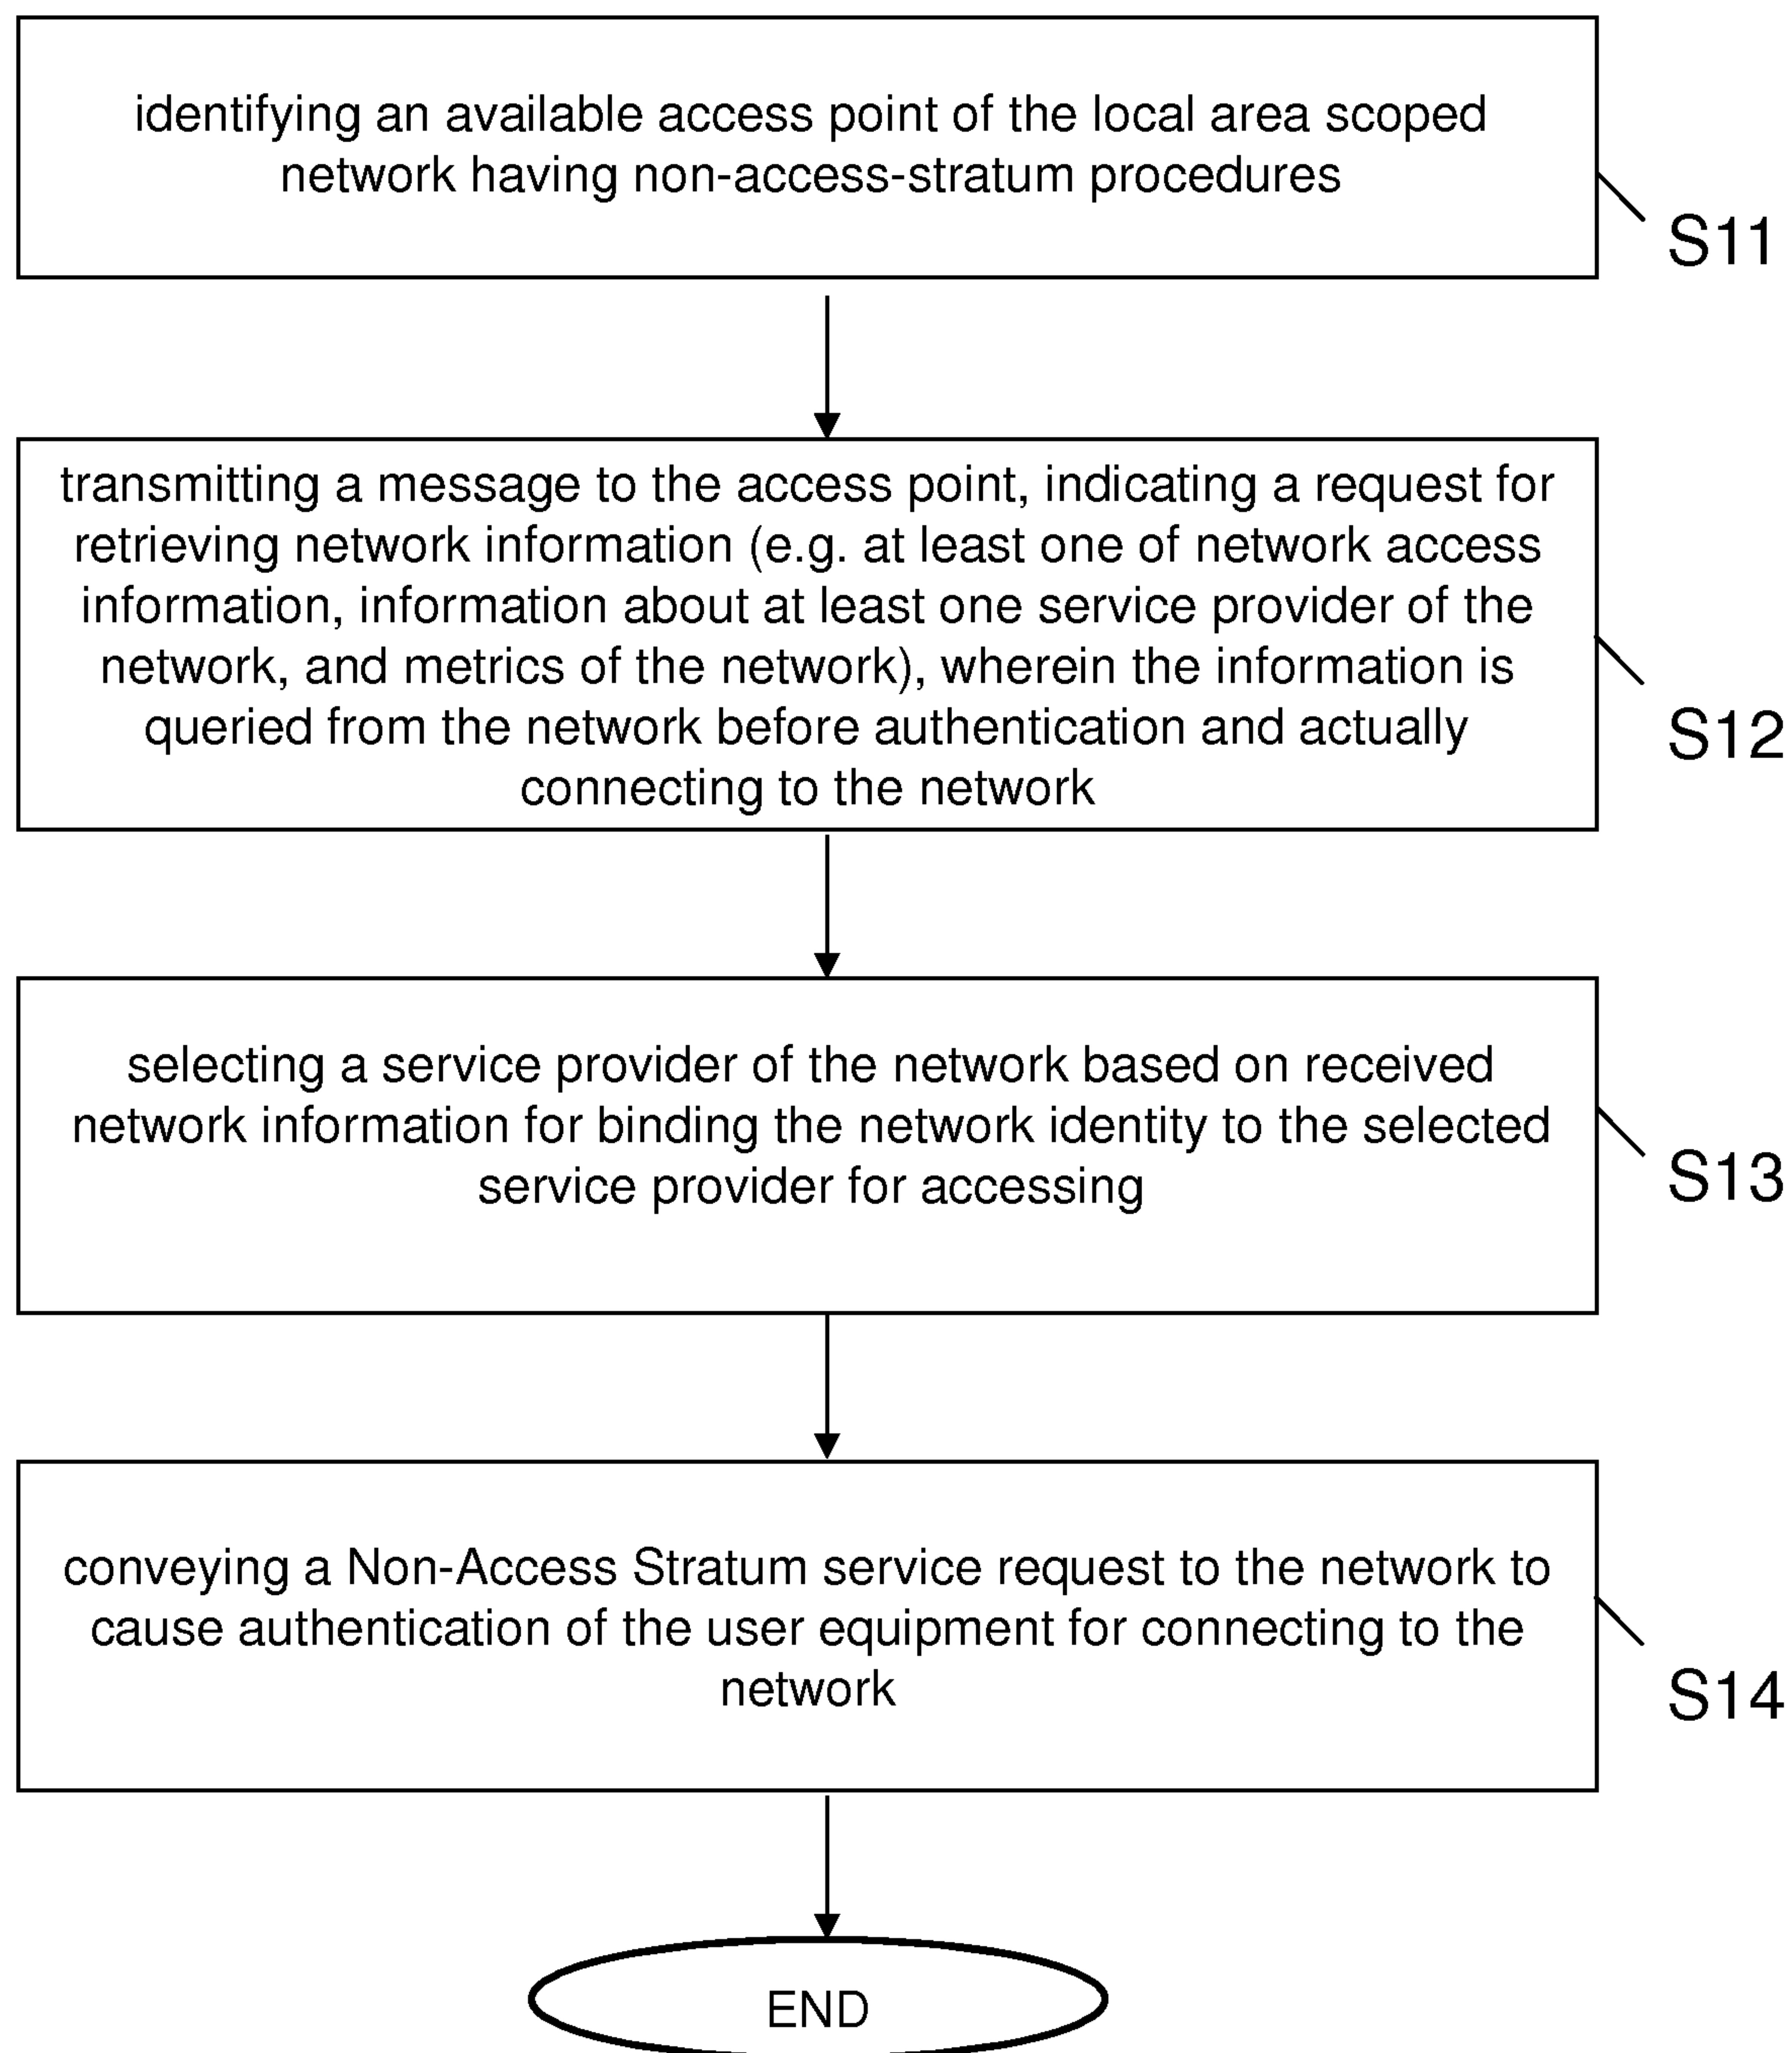 identifying an available access point of the local area scoped
network having non-access-stratum procedures
S11
transmitting a message to the access point, indicating a request for
retrieving network information (e.g. at least one of network access
information, information about at least one service provider of the
network, and metrics of the network), wherein the information is
queried from the network before authentication and actually
connecting to the network
S12
selecting a service provider of the network based on received
network information for binding the network identity to the selected
service provider for accessing
S13
conveying a Non-Access Stratum service request to the network to
cause authentication of the user equipment for connecting to the
network
S14
END